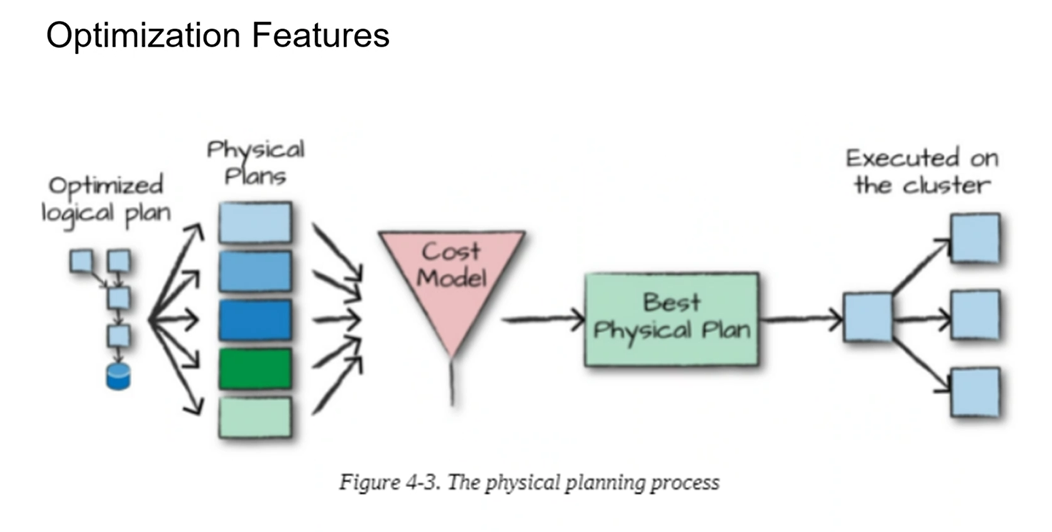 Optimization Features
Optimized
logical plan
Physical
Plans
Cost
Model
Best
Physical Plan
Executed on
the cluster
Figure 4-3. The physical planning process